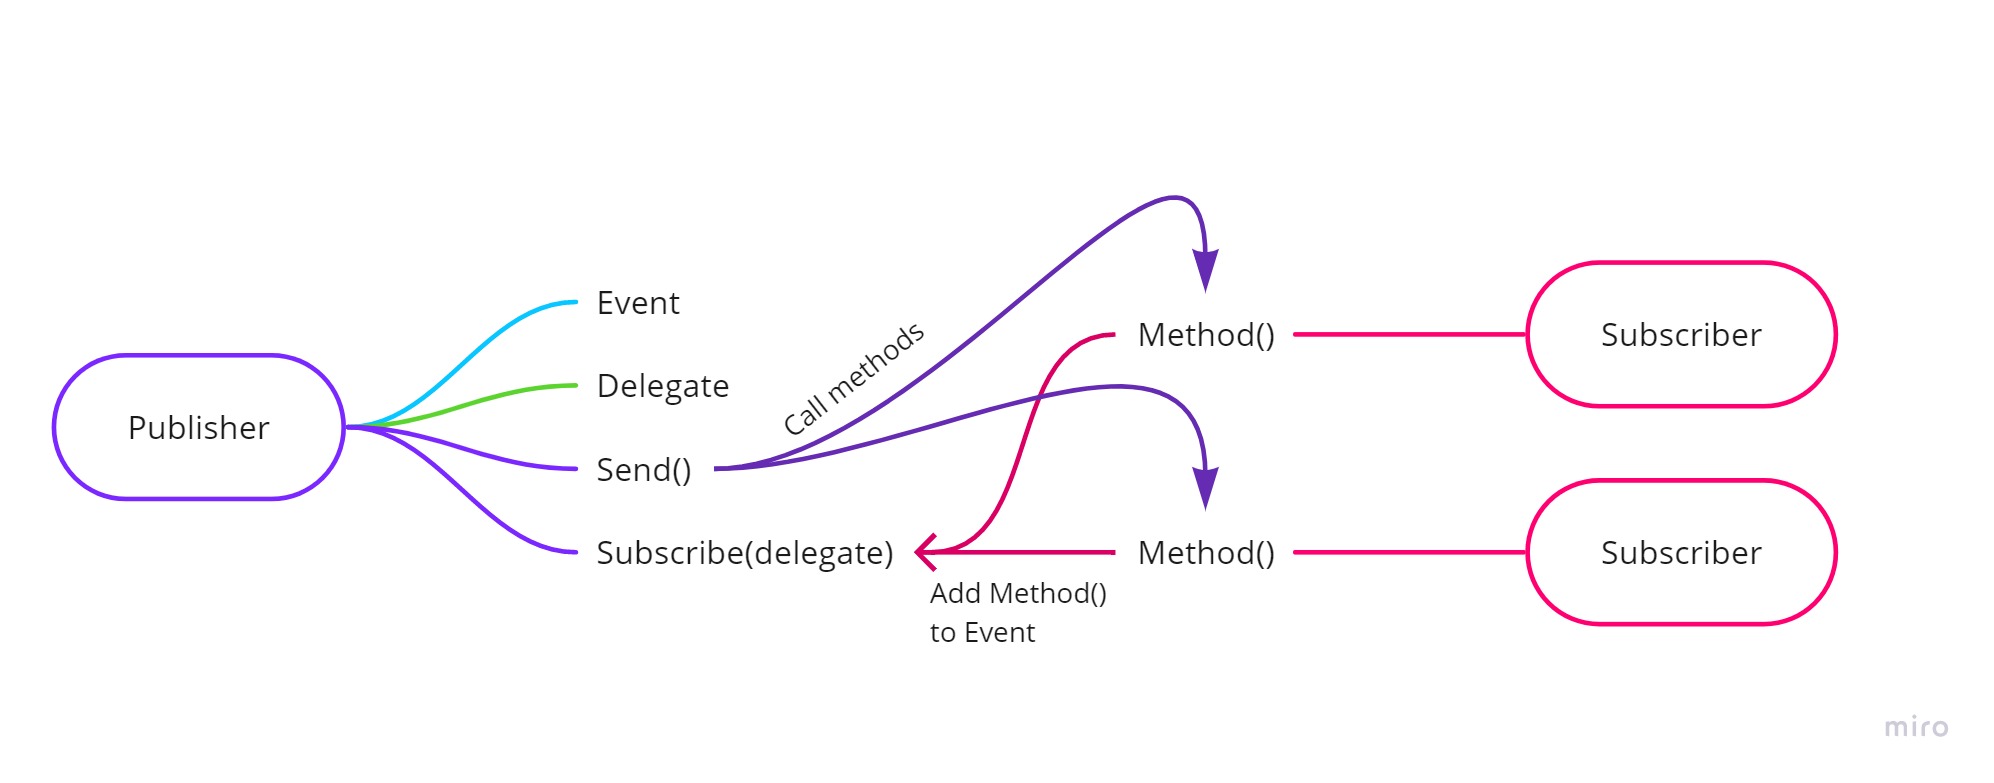 Publisher
Event
Delegate
Send()
Subscribe(delegate)
Call methods
Add Method()
to Event
Method()
Subscriber
Method()
Subscriber
miro